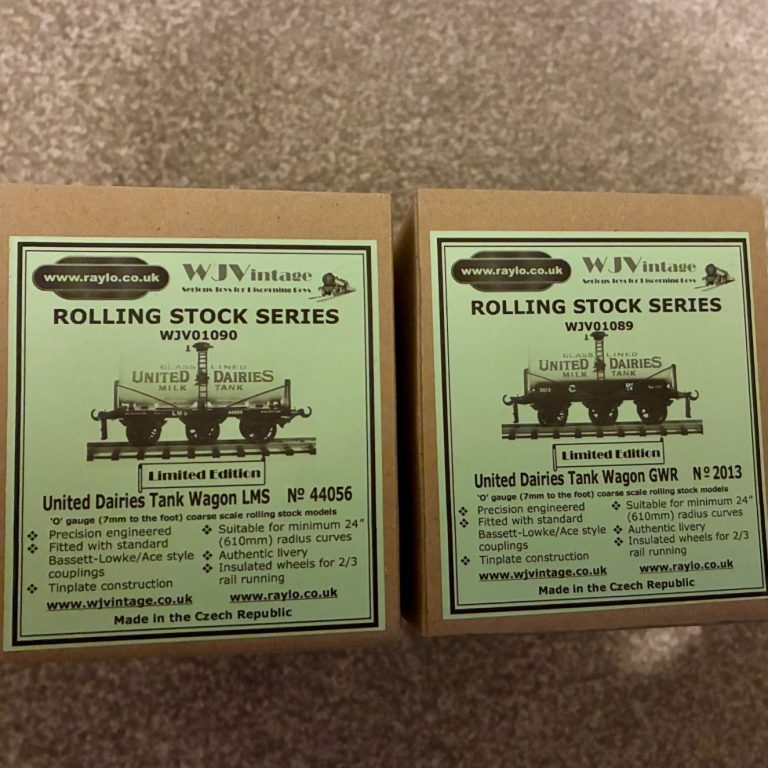 www.raylo.co.uk
WJVintage
Serious Toys for Discerning Boys
ROLLING STOCK SERIES
WJV01090
GLASS LINED
UNITED DAIRIES
MILK TANK
LMS 44056
Limited Edition
United Dairies Tank Wagon LMS Nº 44056
'O' gauge (7mm to the foot) coarse scale rolling stock models
❖ Precision engineered
❖ Fitted with standard
Bassett-Lowke/Ace style
couplings
❖ Tinplate construction
❖ Suitable for minimum 24"
(610mm) radius curves
❖ Authentic livery
❖ Insulated wheels for 2/3
rail running
www.wjvintage.co.uk www.raylo.co.uk
Made in the Czech Republic
www.raylo.co.uk
WJVintage
Serious Toys for Discerning Boys
ROLLING STOCK SERIES
WJV01089
GLASS LINED
UNITED DAIRIES
MILK TANK
2013 G W
Limited Edition
United Dairies Tank Wagon GWR Nº 2013
'O' gauge (7mm to the foot) coarse scale rolling stock models
❖ Precision engineered
❖ Fitted with standard
Bassett-Lowke/Ace style
couplings
❖ Tinplate construction
❖ Suitable for minimum 24"
(610mm) radius curves
❖ Authentic livery
❖ Insulated wheels for 2/3
rail running
www.wjvintage.co.uk www.raylo.co.uk
Made in the Czech Republic